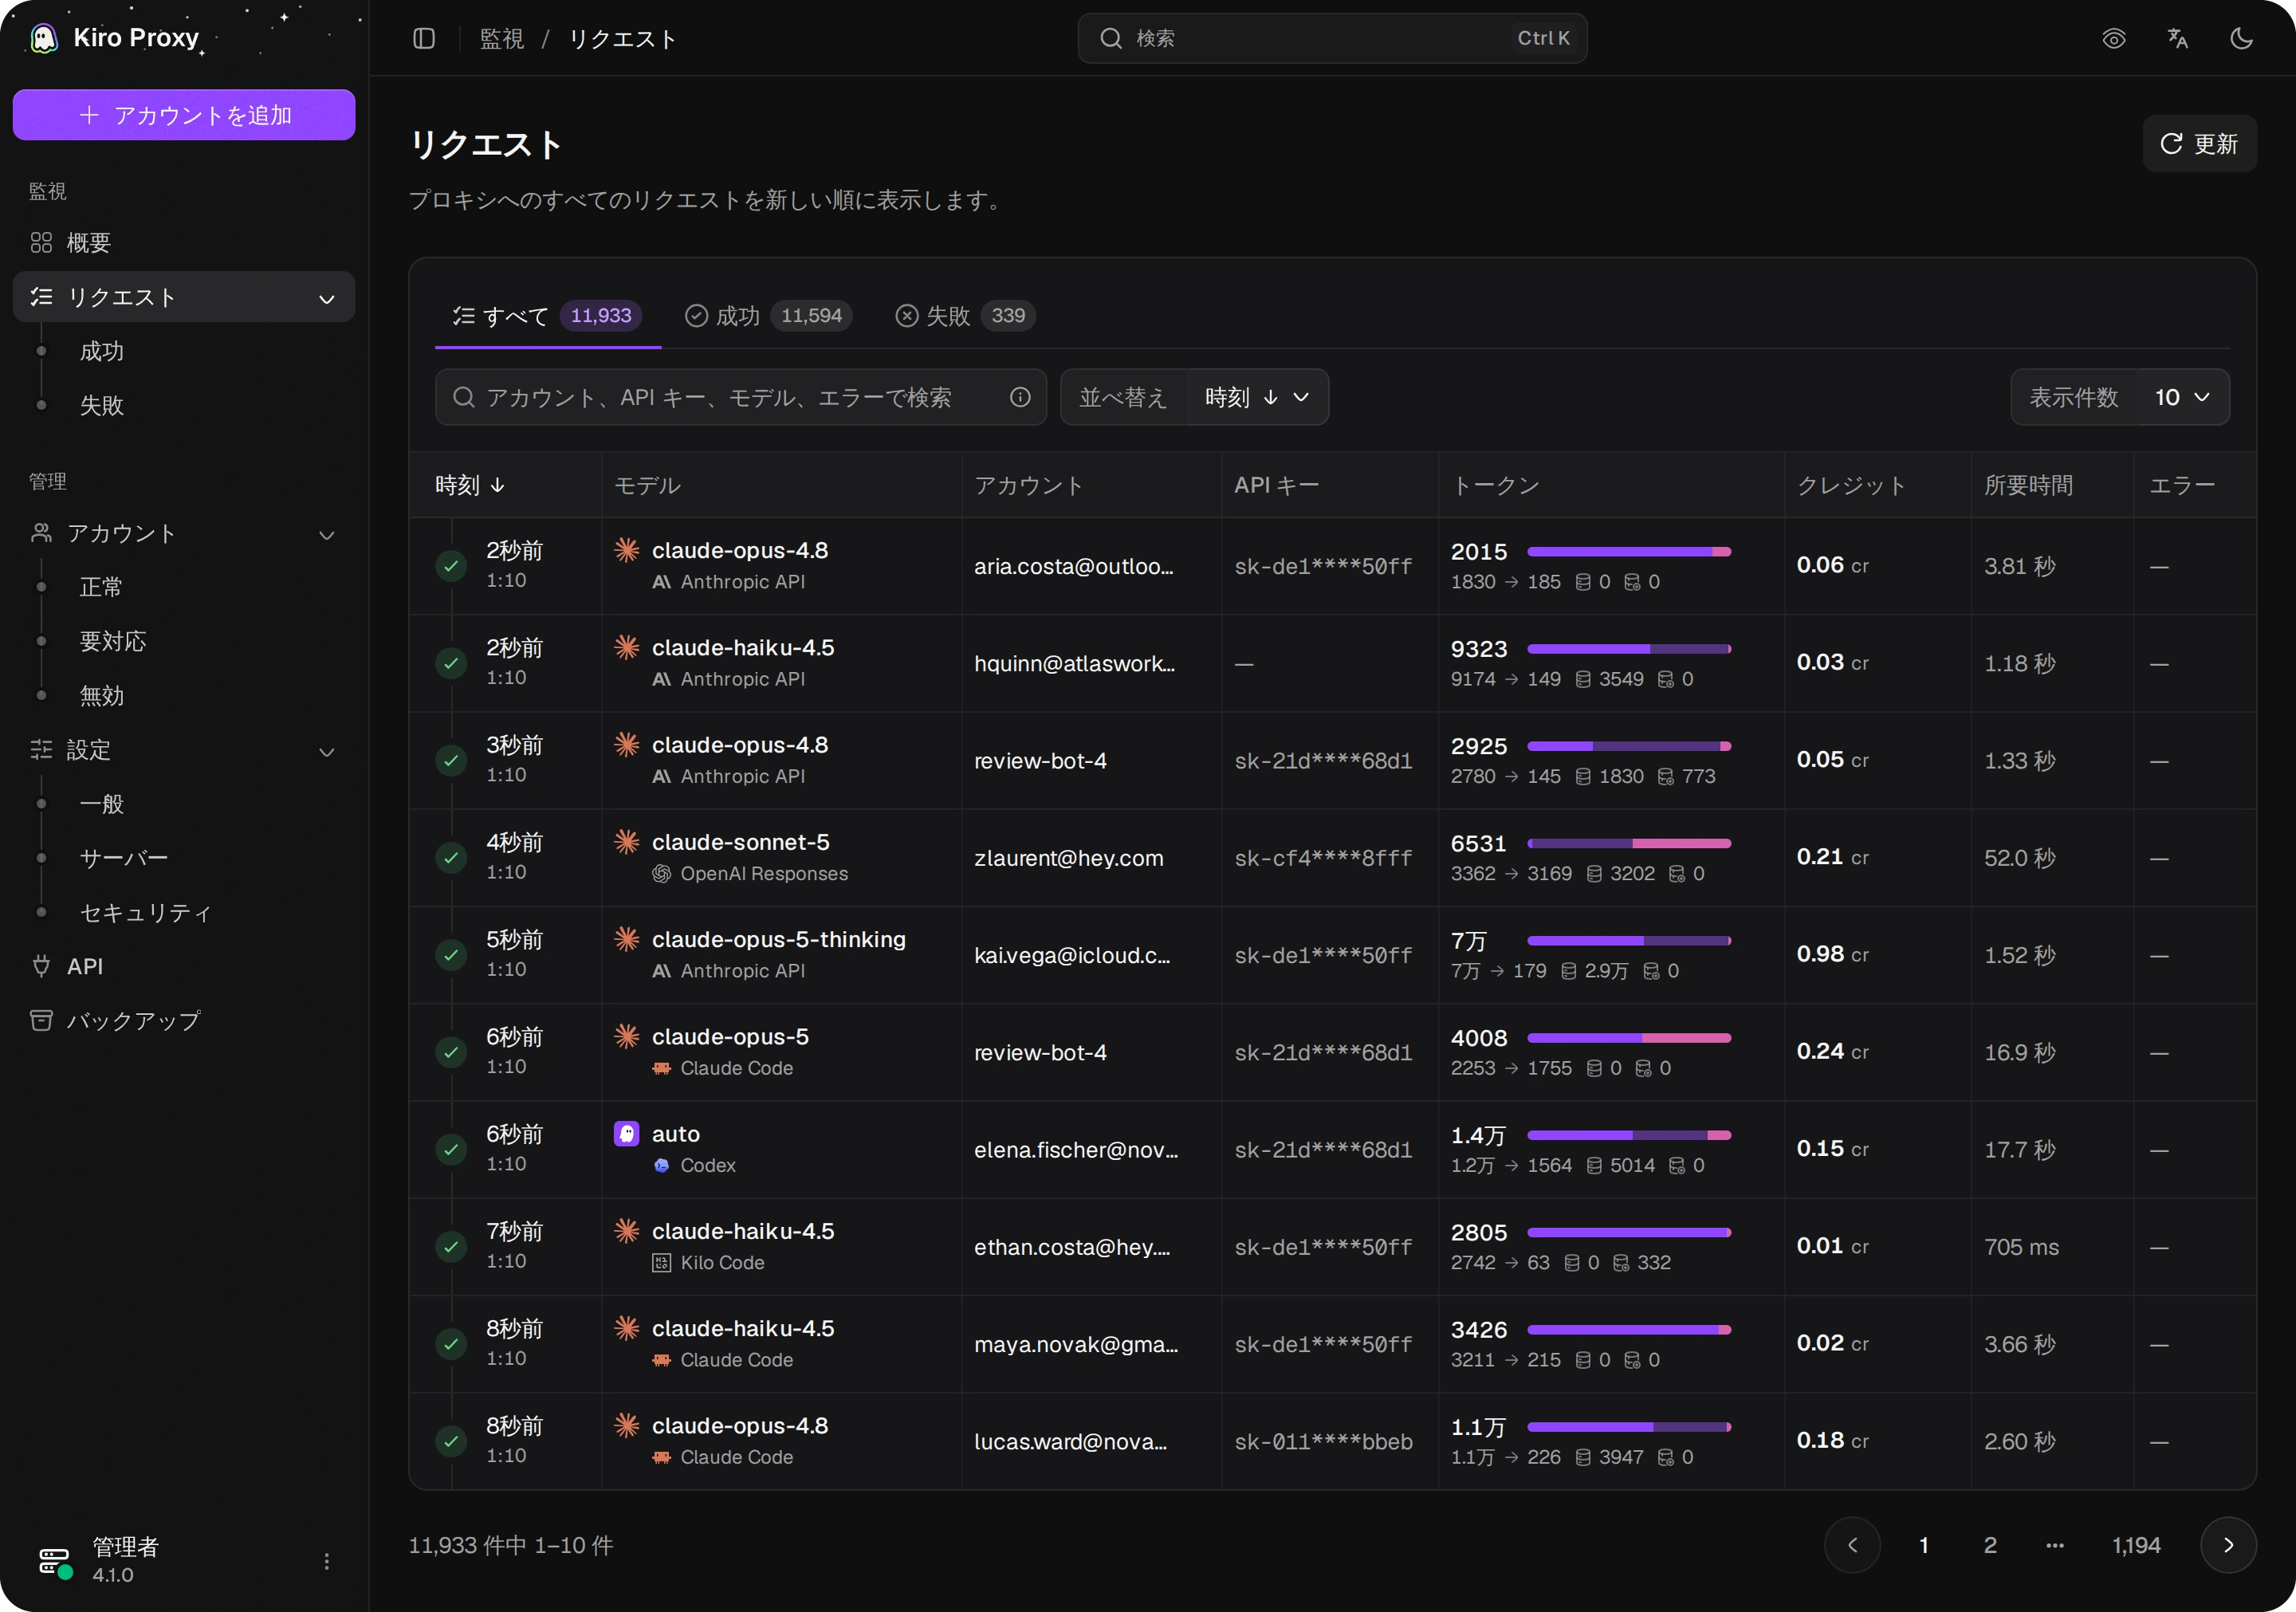 Kiro Proxy
アカウントを追加
監視
概要
リクエスト
成功
失敗
管理
アカウント
正常
要対応
無効
設定
一般
サーバー
セキュリティ
API
バックアップ
管理者
4.1.0
監視 / リクエスト
検索 Ctrl K
リクエスト
更新
プロキシへのすべてのリクエストを新しい順に表示します。
すべて 11,933 成功 11,594 失敗 339
アカウント、API キー、モデル、エラーで検索 並べ替え 時刻 ↓ 表示件数 10
時刻 ↓ モデル アカウント API キー トークン クレジット 所要時間 エラー
2秒前 claude-opus-4.8 aria.costa@outloo... sk-de1****50ff 2015 0.06 cr 3.81 秒 —
1:10 Anthropic API 1830 → 185 0 0
2秒前 claude-haiku-4.5 hquinn@atlaswork... — 9323 0.03 cr 1.18 秒 —
1:10 Anthropic API 9174 → 149 3549 0
3秒前 claude-opus-4.8 review-bot-4 sk-21d****68d1 2925 0.05 cr 1.33 秒 —
1:10 Anthropic API 2780 → 145 1830 773
4秒前 claude-sonnet-5 zlaurent@hey.com sk-cf4****8fff 6531 0.21 cr 52.0 秒 —
1:10 OpenAI Responses 3362 → 3169 3202 0
5秒前 claude-opus-5-thinking kai.vega@icloud.c... sk-de1****50ff 7万 0.98 cr 1.52 秒 —
1:10 Anthropic API 7万 → 179 2.9万 0
6秒前 claude-opus-5 review-bot-4 sk-21d****68d1 4008 0.24 cr 16.9 秒 —
1:10 Claude Code 2253 → 1755 0 0
6秒前 auto elena.fischer@nov... sk-21d****68d1 1.4万 0.15 cr 17.7 秒 —
1:10 Codex 1.2万 → 1564 5014 0
7秒前 claude-haiku-4.5 ethan.costa@hey.... sk-de1****50ff 2805 0.01 cr 705 ms —
1:10 Kilo Code 2742 → 63 0 332
8秒前 claude-haiku-4.5 maya.novak@gma... sk-de1****50ff 3426 0.02 cr 3.66 秒 —
1:10 Claude Code 3211 → 215 0 0
8秒前 claude-opus-4.8 lucas.ward@nova... sk-011****bbeb 1.1万 0.18 cr 2.60 秒 —
1:10 Claude Code 1.1万 → 226 3947 0
11,933 件中 1–10 件 1 2 ... 1,194